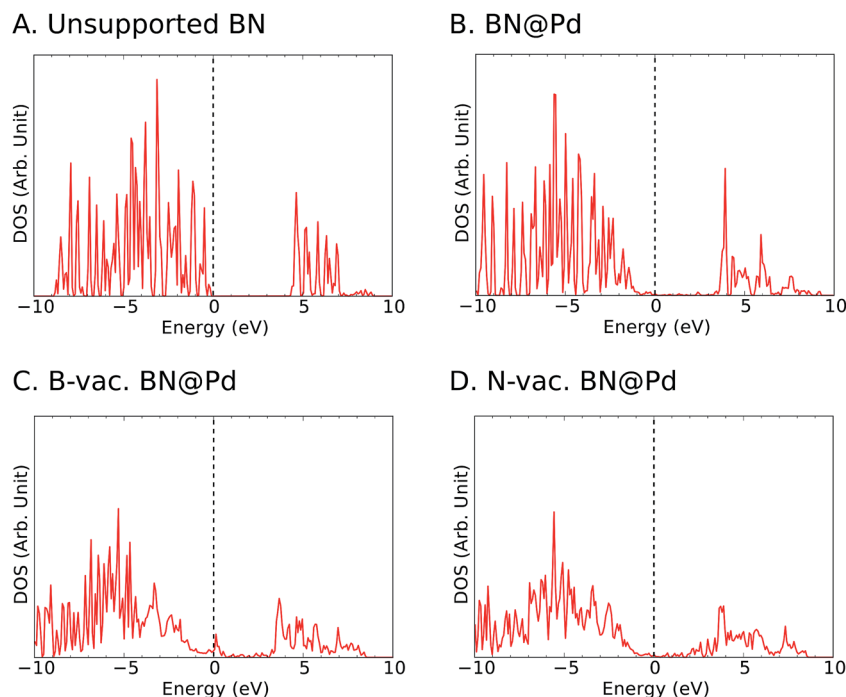 A. Unsupported BN
DOS (Arb. Unit)
−10 −5 0 5 10
Energy (eV)
B. BN@Pd
DOS (Arb. Unit)
−10 −5 0 5 10
Energy (eV)
C. B-vac. BN@Pd
DOS (Arb. Unit)
−10 −5 0 5 10
Energy (eV)
D. N-vac. BN@Pd
DOS (Arb. Unit)
−10 −5 0 5 10
Energy (eV)